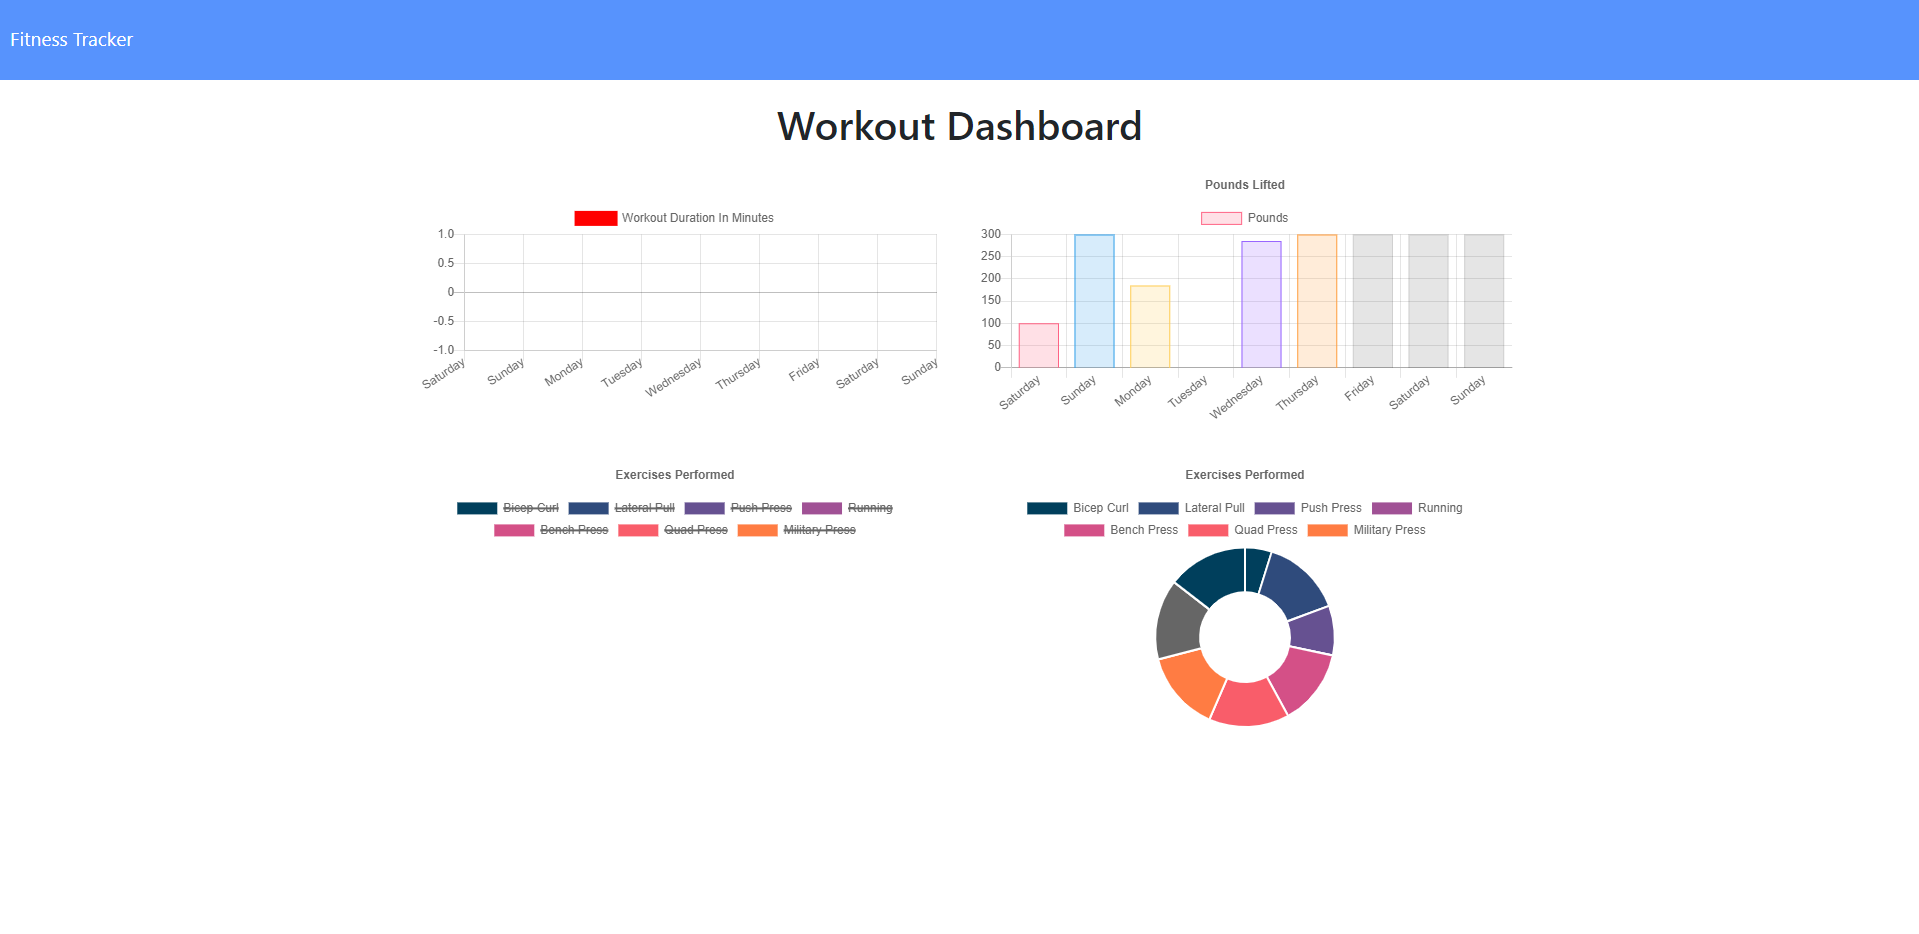 Fitness Tracker
Workout Dashboard
Workout Duration In Minutes
1.0
0.5
0
-0.5
-1.0
Saturday Sunday Monday Tuesday Wednesday Thursday Friday Saturday Sunday
Pounds Lifted
Pounds
300
250
200
150
100
50
0
Saturday Sunday Monday Tuesday Wednesday Thursday Friday Saturday Sunday
Exercises Performed
Bicep Curl Lateral Pull Push Press Running
Bench Press Quad Press Military Press
Exercises Performed
Bicep Curl Lateral Pull Push Press Running
Bench Press Quad Press Military Press